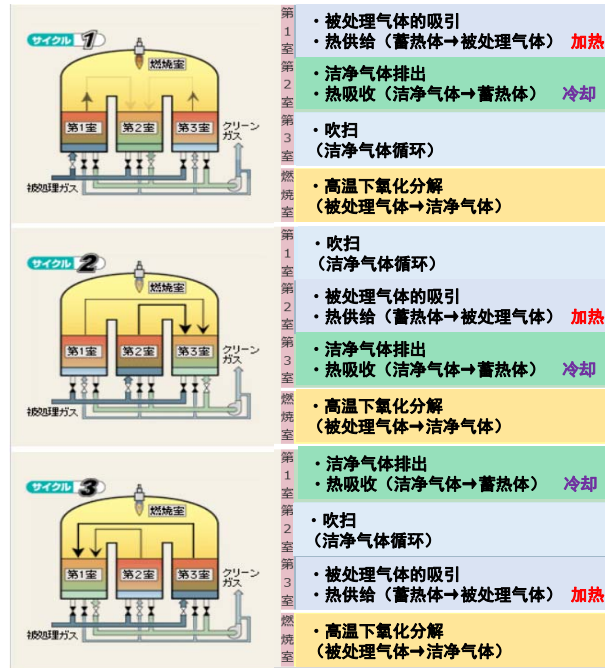 サイクル 1
燃焼室
第1室
第2室
第3室
クリーン
ガス
被処理ガス
第1室
・被处理气体的吸引
・热供给（蓄热体→被处理气体） 加热
第2室
・洁净气体排出
・热吸收（洁净气体→蓄热体） 冷却
第3室
・吹扫
（洁净气体循环）
燃烧室
・高温下氧化分解
（被处理气体→洁净气体）
サイクル 2
燃焼室
第1室
第2室
第3室
クリーン
ガス
被処理ガス
第1室
・吹扫
（洁净气体循环）
第2室
・被处理气体的吸引
・热供给（蓄热体→被处理气体） 加热
第3室
・洁净气体排出
・热吸收（洁净气体→蓄热体） 冷却
燃烧室
・高温下氧化分解
（被处理气体→洁净气体）
サイクル 3
燃焼室
第1室
第2室
第3室
クリーン
ガス
被処理ガス
第1室
・洁净气体排出
・热吸收（洁净气体→蓄热体） 冷却
第2室
・吹扫
（洁净气体循环）
第3室
・被处理气体的吸引
・热供给（蓄热体→被处理气体） 加热
燃烧室
・高温下氧化分解
（被处理气体→洁净气体）